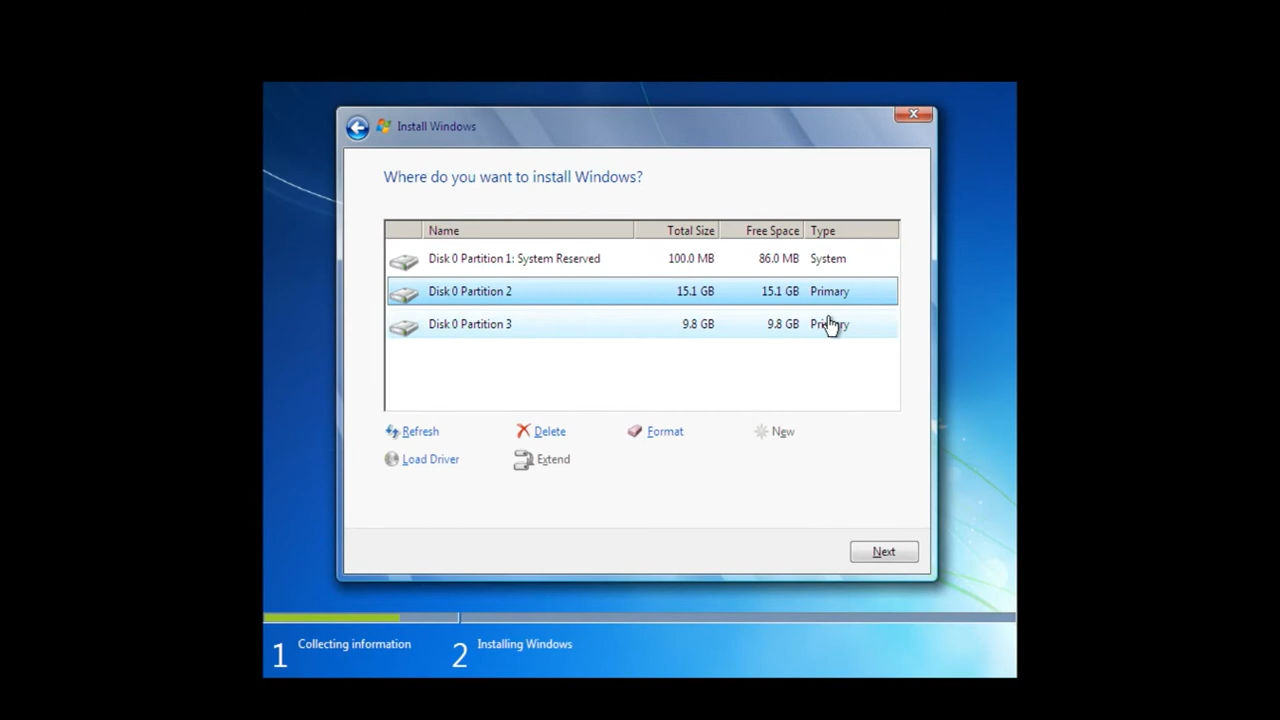 Install Windows
Where do you want to install Windows?
Name Total Size Free Space Type
Disk 0 Partition 1: System Reserved 100.0 MB 86.0 MB System
Disk 0 Partition 2 15.1 GB 15.1 GB Primary
Disk 0 Partition 3 9.8 GB 9.8 GB Primary
Refresh Delete Format New
Load Driver Extend
Next
1 Collecting information 2 Installing Windows